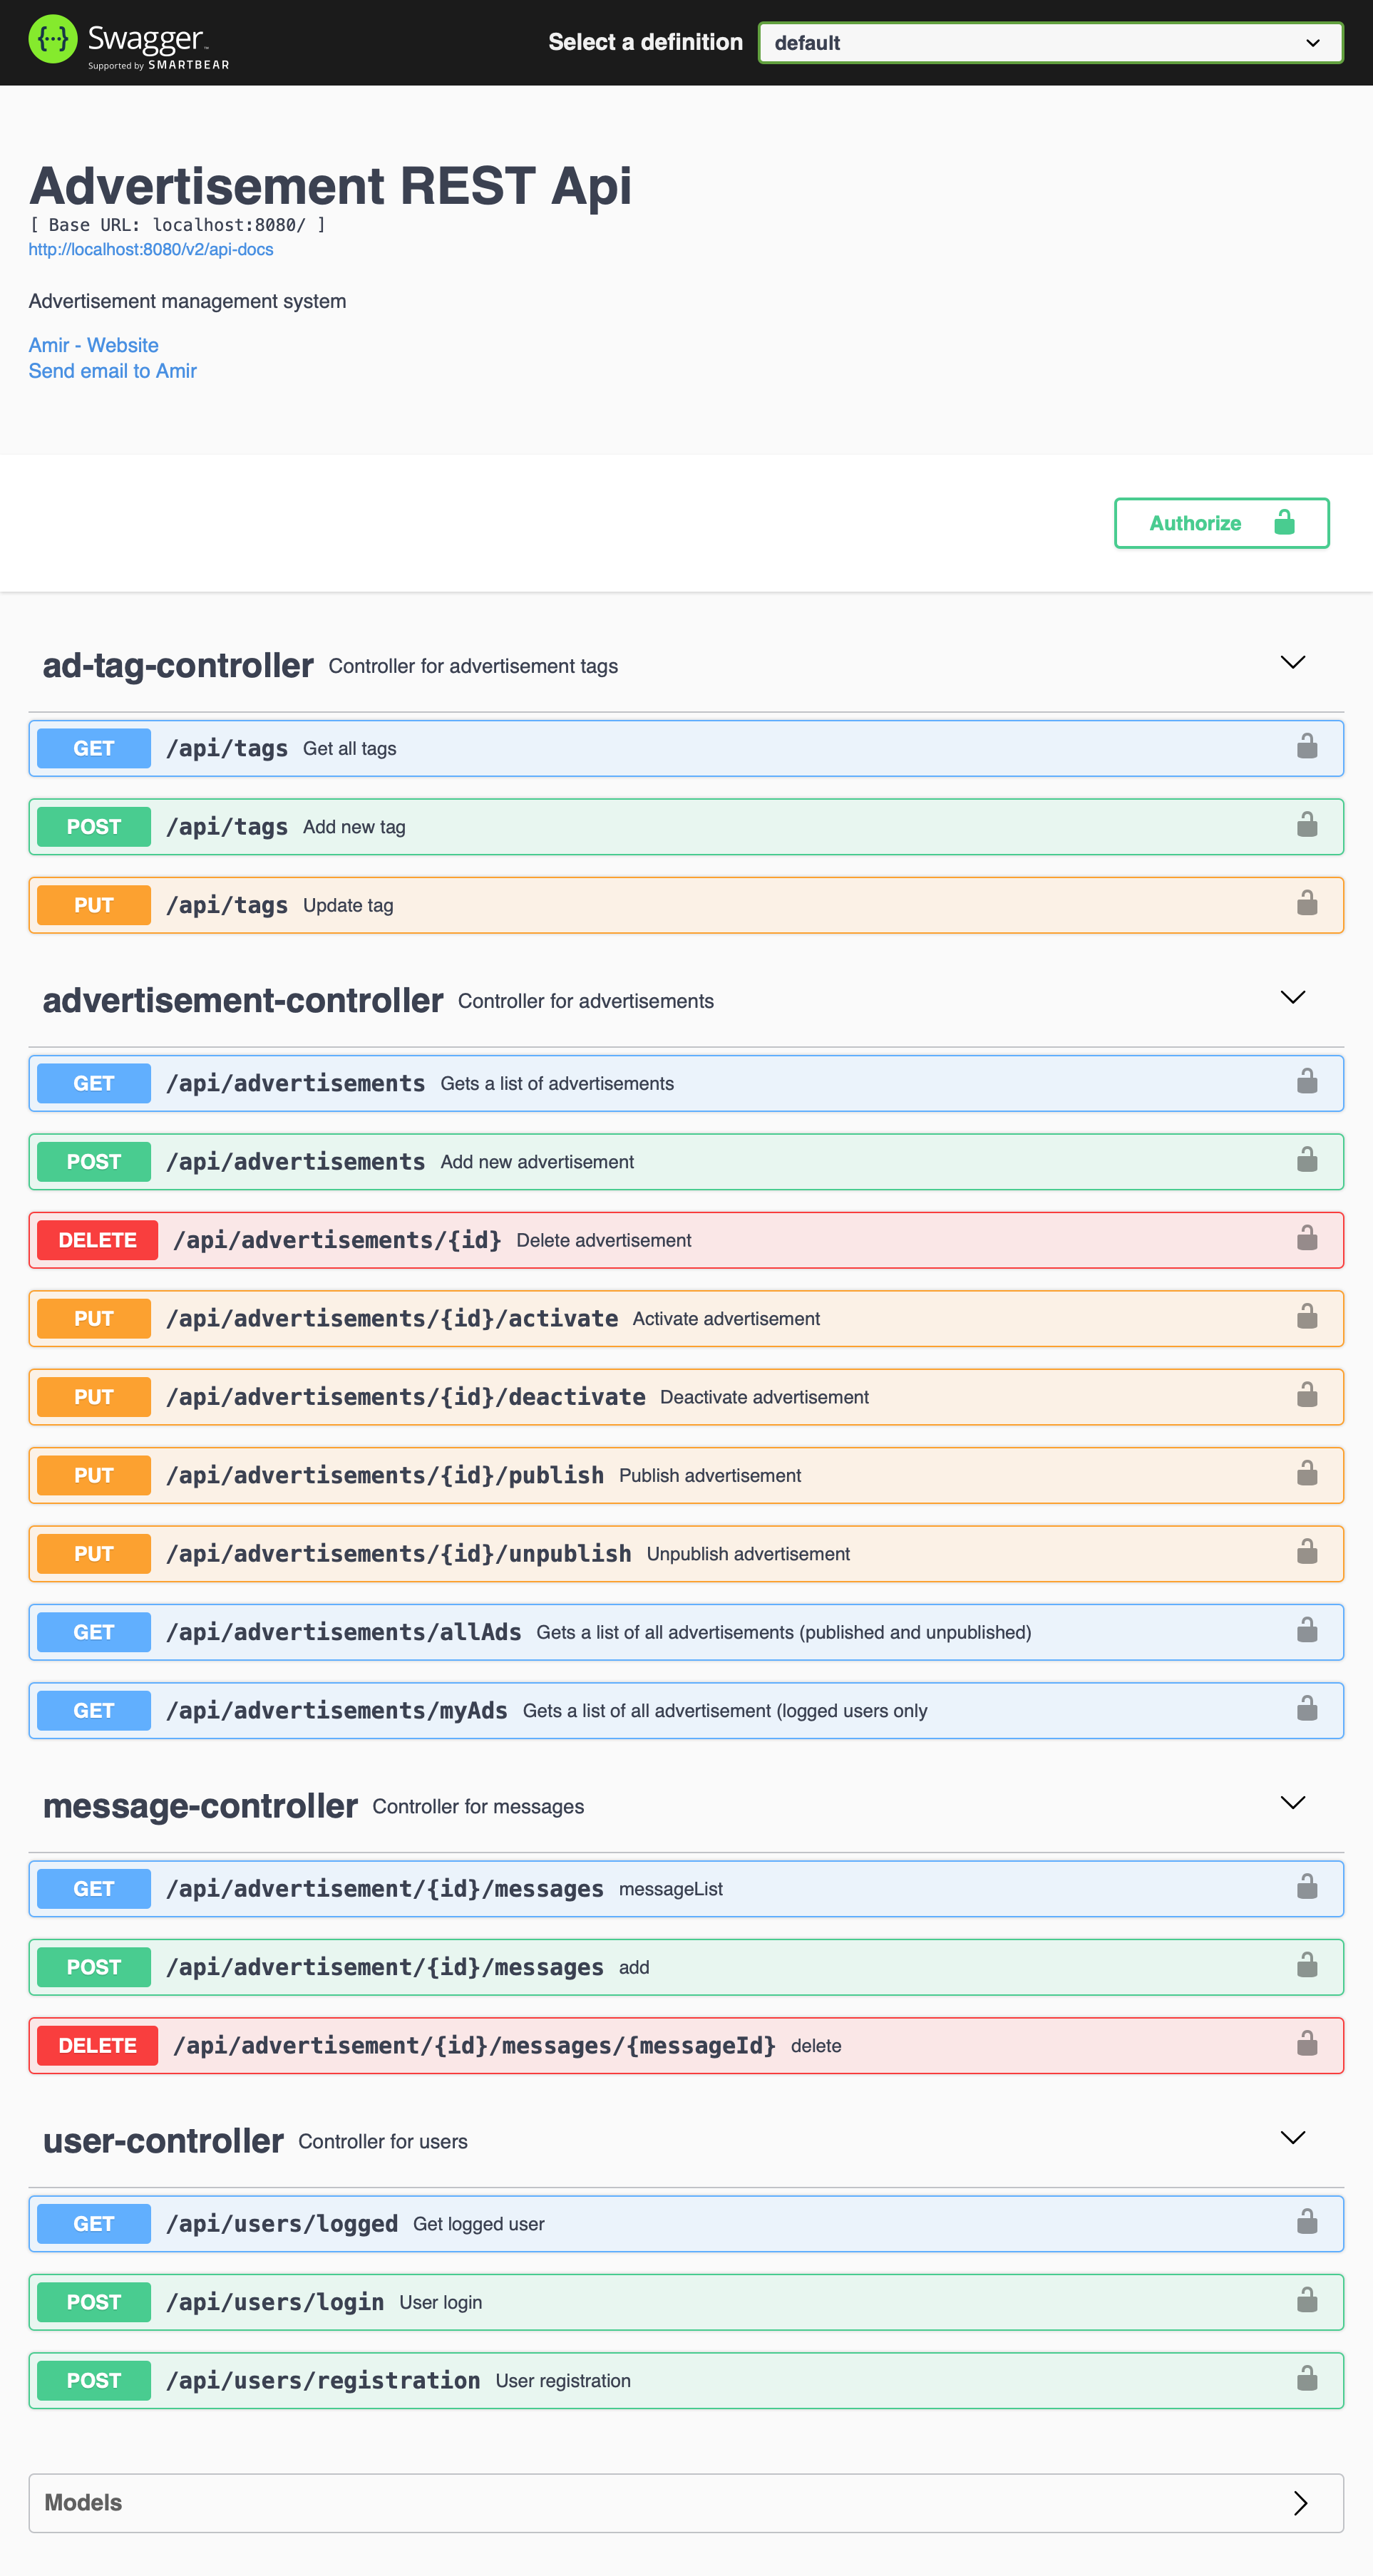 Swagger
Supported by SMARTBEAR
Select a definition
default
Advertisement REST Api
[ Base URL: localhost:8080/ ]
http://localhost:8080/v2/api-docs
Advertisement management system
Amir - Website
Send email to Amir
Authorize
ad-tag-controller Controller for advertisement tags
GET /api/tags Get all tags
POST /api/tags Add new tag
PUT /api/tags Update tag
advertisement-controller Controller for advertisements
GET /api/advertisements Gets a list of advertisements
POST /api/advertisements Add new advertisement
DELETE /api/advertisements/{id} Delete advertisement
PUT /api/advertisements/{id}/activate Activate advertisement
PUT /api/advertisements/{id}/deactivate Deactivate advertisement
PUT /api/advertisements/{id}/publish Publish advertisement
PUT /api/advertisements/{id}/unpublish Unpublish advertisement
GET /api/advertisements/allAds Gets a list of all advertisements (published and unpublished)
GET /api/advertisements/myAds Gets a list of all advertisement (logged users only
message-controller Controller for messages
GET /api/advertisement/{id}/messages messageList
POST /api/advertisement/{id}/messages add
DELETE /api/advertisement/{id}/messages/{messageId} delete
user-controller Controller for users
GET /api/users/logged Get logged user
POST /api/users/login User login
POST /api/users/registration User registration
Models